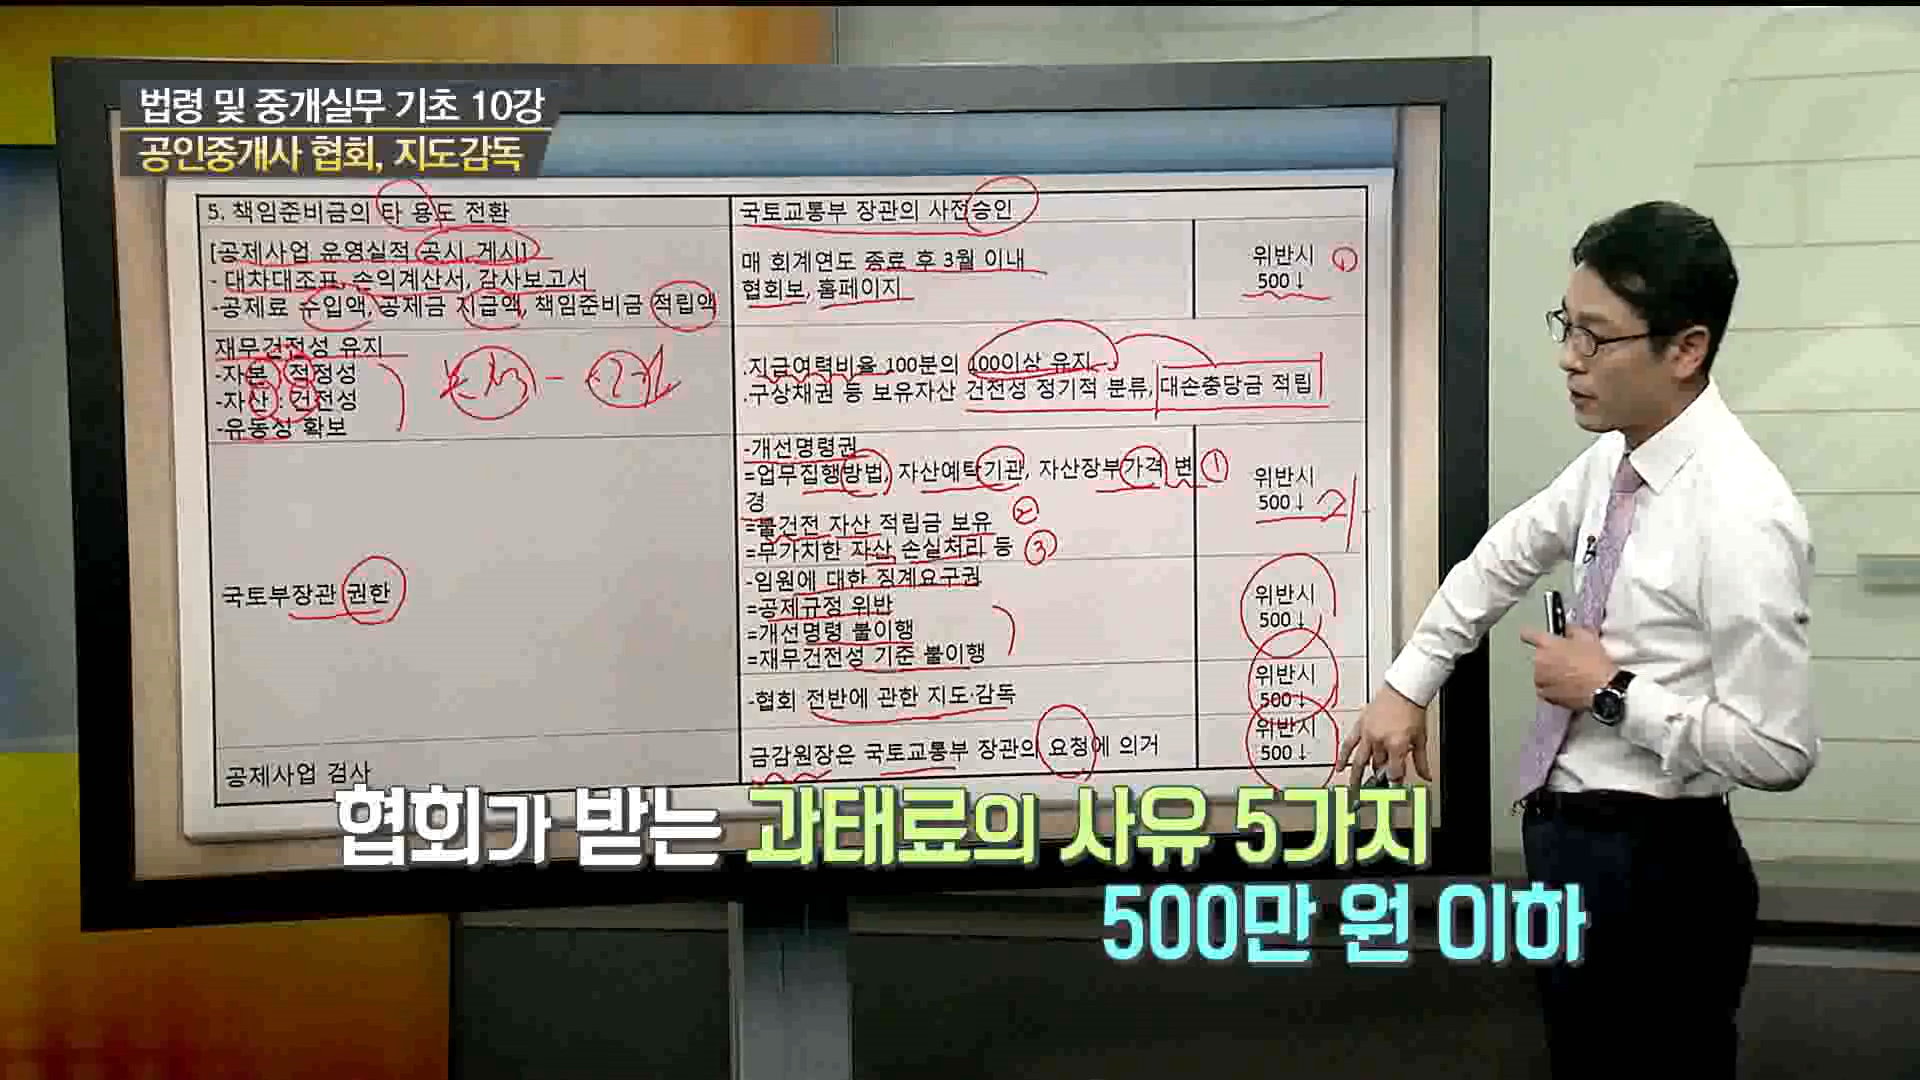 법령 및 중개실무 기초 10강
공인중개사 협회, 지도감독
5. 책임준비금의 타 용도 전환
국토교통부 장관의 사전승인
[공제사업 운영실적 공시, 게시]
- 대차대조표, 손익계산서, 감사보고서
-공제료 수입액, 공제금 지급액, 책임준비금 적립액
매 회계연도 종료 후 3월 이내
협회보, 홈페이지
위반시
500↓
①
재무건전성 유지
-자본 : 적정성
-자산 : 건전성
-유동성 확보
.지급여력비율 100분의 100이상 유지
.구상채권 등 보유자산 건전성 정기적 분류, 대손충당금 적립
국토부장관 권한
-개선명령권
=업무집행방법, 자산예탁기관, 자산장부가격 변 ①
경
=불건전 자산 적립금 보유 ②
=무가치한 자산 손실처리 등 ③
위반시
500↓ 2
-임원에 대한 징계요구권
=공제규정 위반
=개선명령 불이행
=재무건전성 기준 불이행
위반시
500↓
-협회 전반에 관한 지도·감독
위반시
500↓
공제사업 검사
금감원장은 국토교통부 장관의 요청에 의거
위반시
500↓
협회가 받는 과태료의 사유 5가지
500만 원 이하